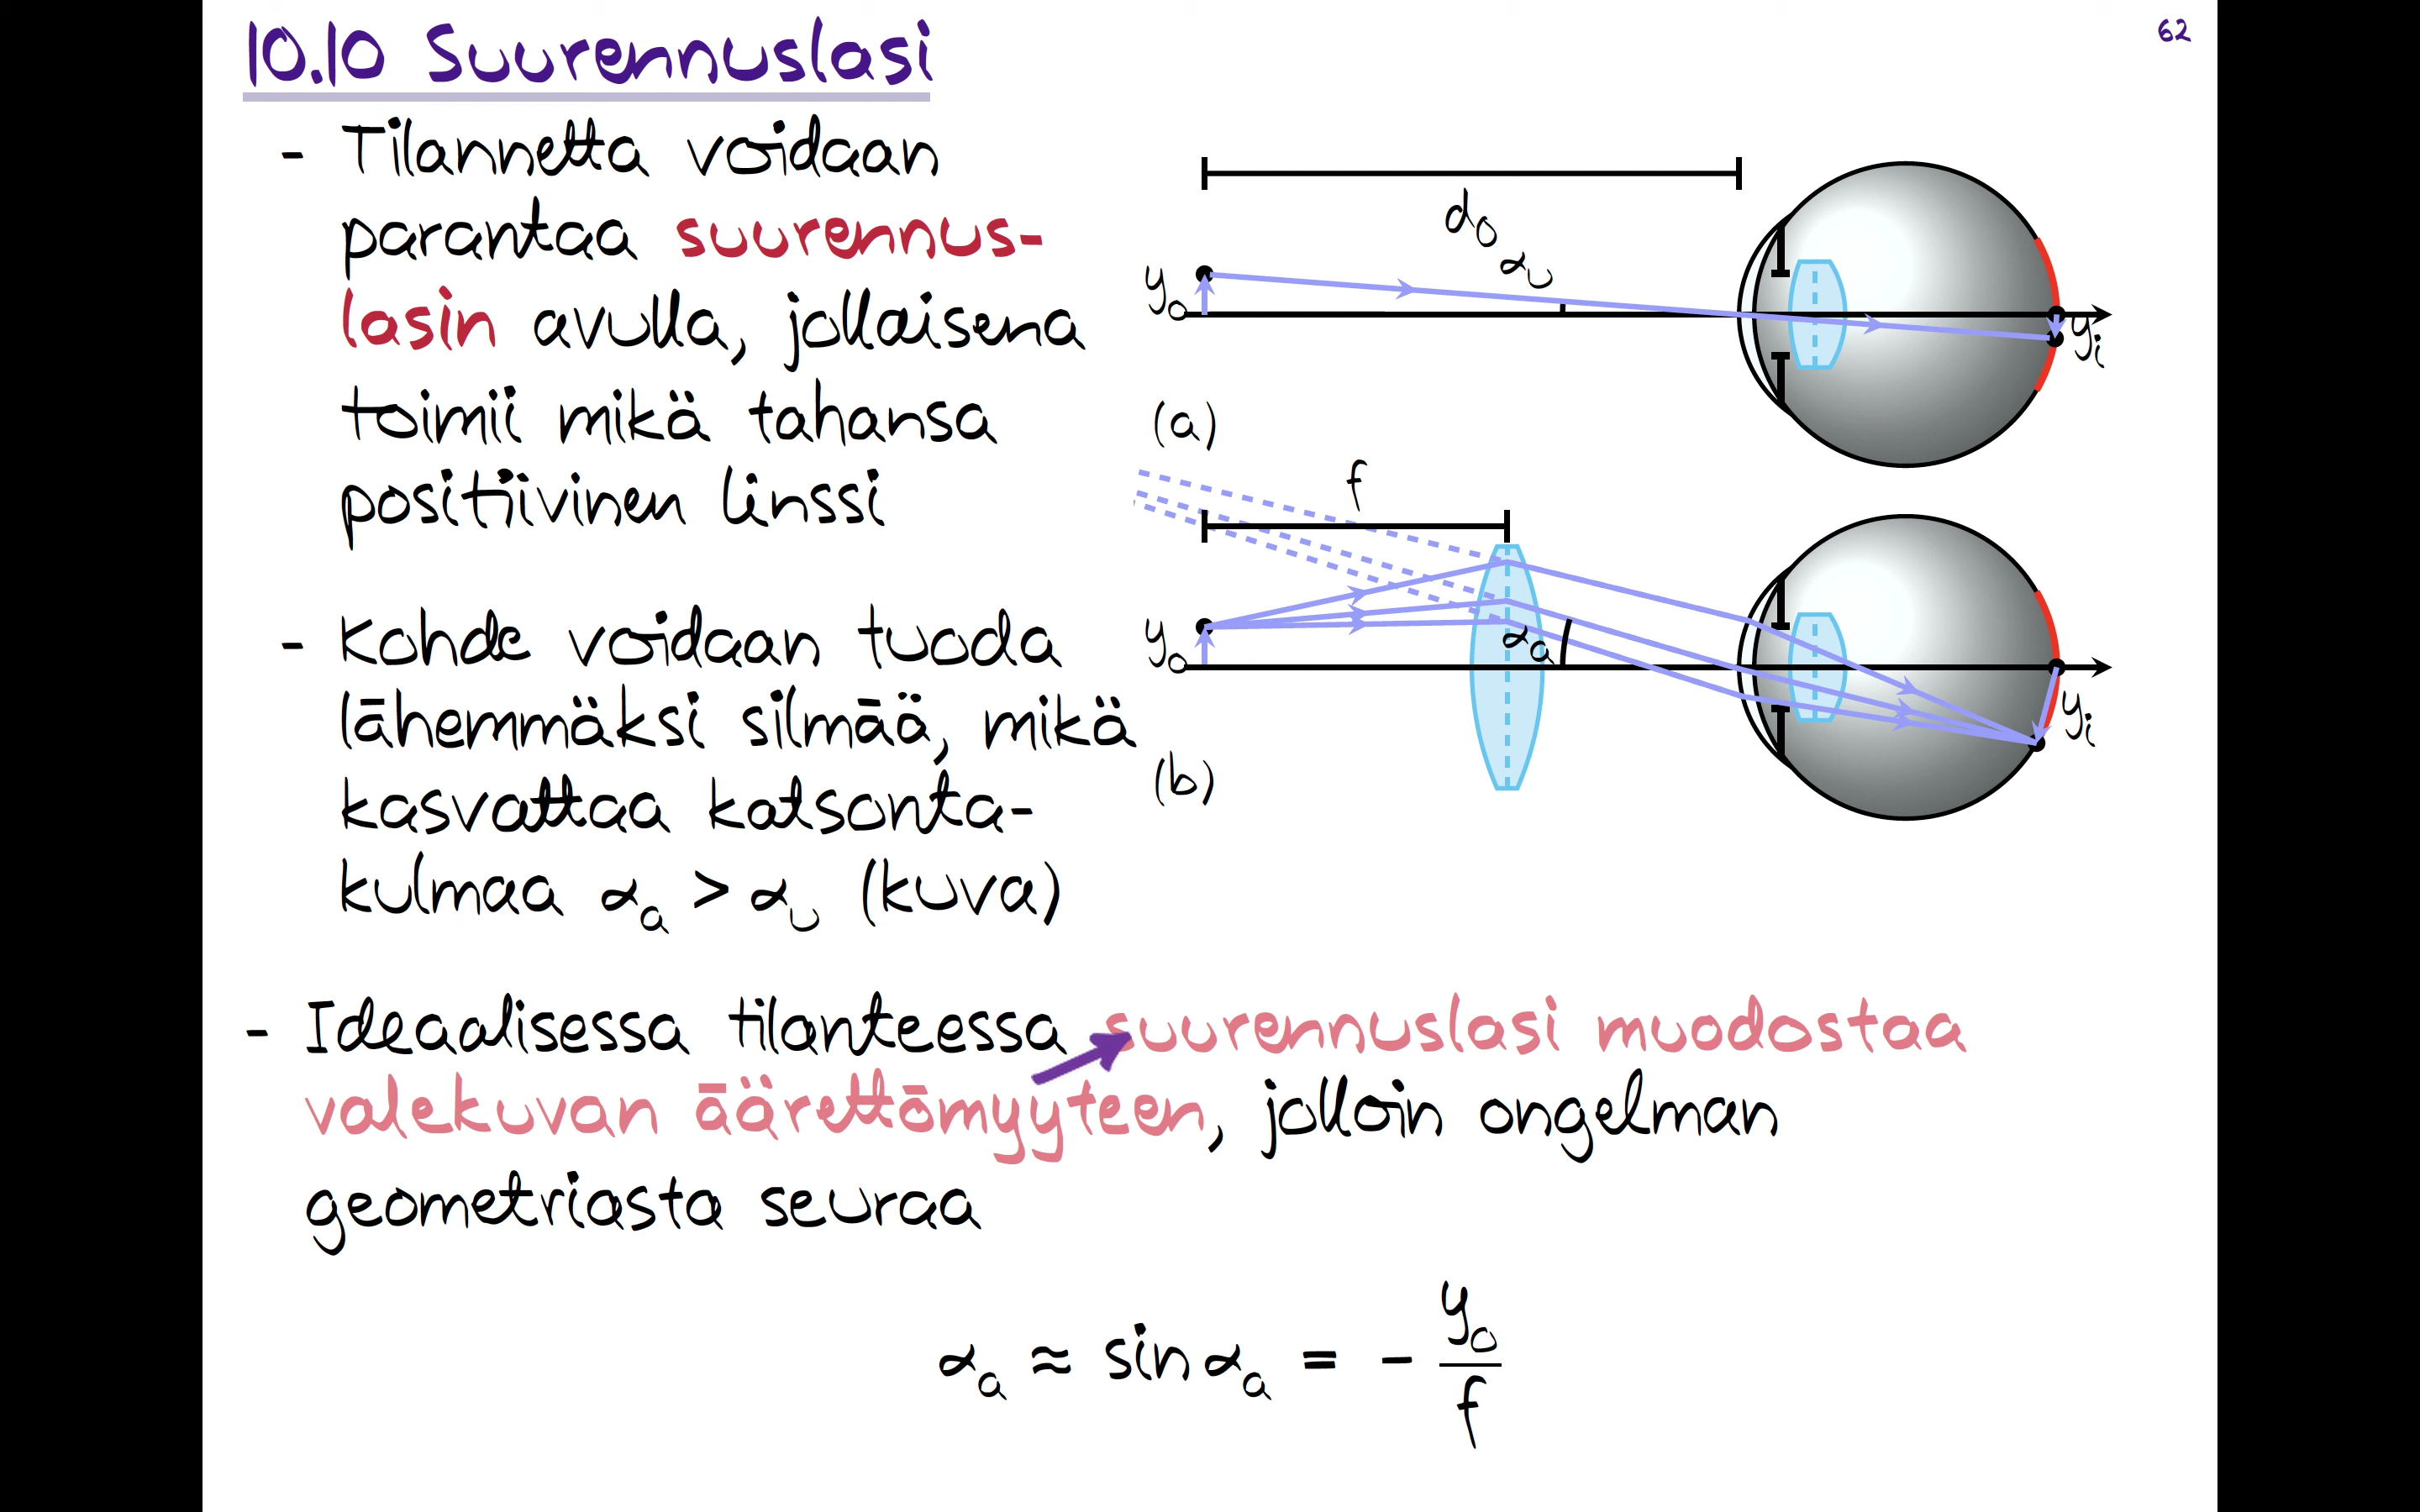 10.10 Suurennuslasi
62
- Tilannetta voidaan
parantaa suurennus-
lasin avulla, jollaisena
toimii mikä tahansa
positiivinen linssi
- Kohde voidaan tuoda
lähemmäksi silmää, mikä
kasvattaa katsonta-
kulmaa αa > αu (kuva)
- Ideaalisessa tilanteessa suurennuslasi muodostaa
valekuvan äärettömyyteen, jolloin ongelman
geometriasta seuraa
αa ≈ sin αa = - yo/f
do
αu
yo
yi
(a)
f
yo
αa
yi
(b)